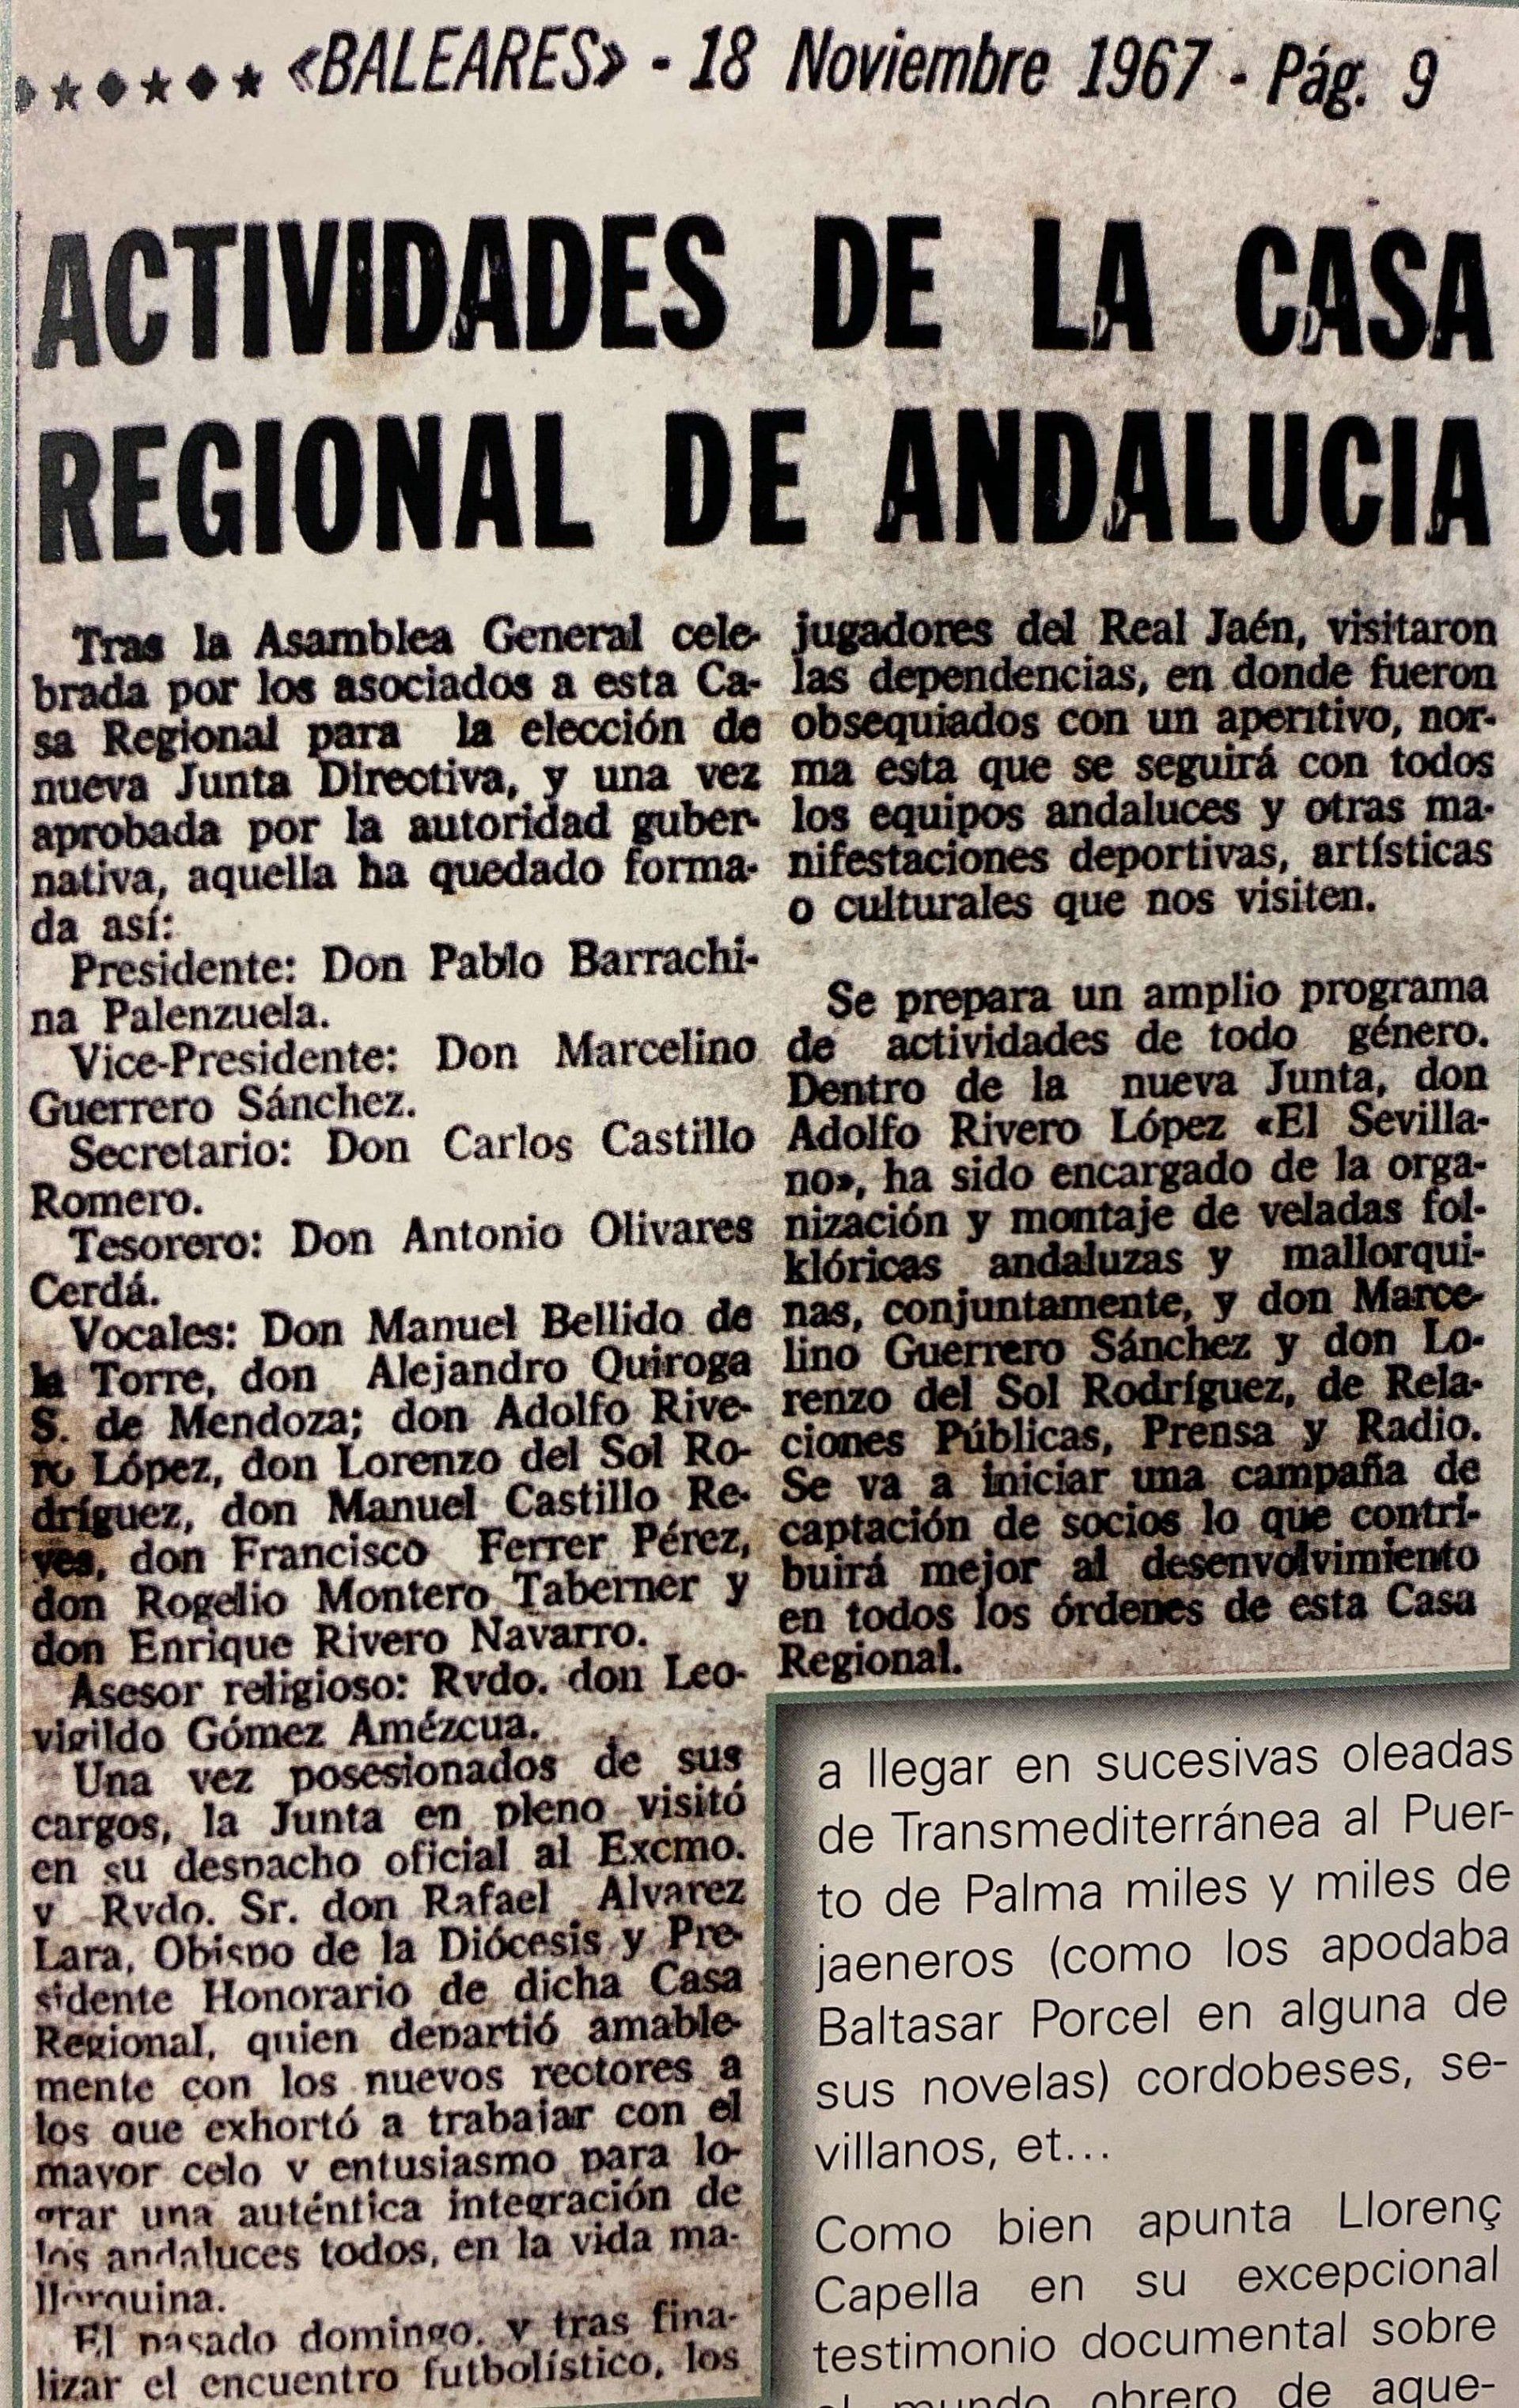 «BALEARES» - 18 Noviembre 1967 - Pág. 9
ACTIVIDADES DE LA CASA
REGIONAL DE ANDALUCIA
Tras la Asamblea General cele-
brada por los asociados a esta Ca-
sa Regional para la elección de
nueva Junta Directiva, y una vez
aprobada por la autoridad guber-
nativa, aquella ha quedado forma-
da así:
Presidente: Don Pablo Barrachi-
na Palenzuela.
Vice-Presidente: Don Marcelino
Guerrero Sánchez.
Secretario: Don Carlos Castillo
Romero.
Tesorero: Don Antonio Olivares
Cerdá.
Vocales: Don Manuel Bellido de
la Torre, don Alejandro Quiroga
S. de Mendoza; don Adolfo Rive-
ro López, don Lorenzo del Sol Ro-
dríguez, don Manuel Castillo Re-
yes, don Francisco Ferrer Pérez,
don Rogelio Montero Taberner y
don Enrique Rivero Navarro.
Asesor religioso: Rvdo. don Leo-
vigildo Gómez Amézcua.
Una vez posesionados de sus
cargos, la Junta en pleno visitó
en su despacho oficial al Excmo.
y Rvdo. Sr. don Rafael Alvarez
Lara, Obispo de la Diócesis y Pre-
sidente Honorario de dicha Casa
Regional, quien departió amable-
mente con los nuevos rectores a
los que exhortó a trabajar con el
mayor celo y entusiasmo para lo-
grar una auténtica integración de
los andaluces todos, en la vida ma-
llorquina.
El pasado domingo, y tras fina-
lizar el encuentro futbolístico, los
jugadores del Real Jaén, visitaron
las dependencias, en donde fueron
obsequiados con un aperitivo, nor-
ma esta que se seguirá con todos
los equipos andaluces y otras ma-
nifestaciones deportivas, artísticas
o culturales que nos visiten.
Se prepara un amplio programa
de actividades de todo género.
Dentro de la nueva Junta, don
Adolfo Rivero López «El Sevilla-
no», ha sido encargado de la orga-
nización y montaje de veladas fol-
klóricas andaluzas y mallorqui-
nas, conjuntamente, y don Marce-
lino Guerrero Sánchez y don Lo-
renzo del Sol Rodríguez, de Rela-
ciones Públicas, Prensa y Radio.
Se va a iniciar una campaña de
captación de socios lo que contri-
buirá mejor al desenvolvimiento
en todos los órdenes de esta Casa
Regional.
a llegar en sucesivas oleadas
de Transmediterránea al Puer-
to de Palma miles y miles de
jaeneros (como los apodaba
Baltasar Porcel en alguna de
sus novelas) cordobeses, se-
villanos, et...
Como bien apunta Llorenç
Capella en su excepcional
testimonio documental sobre
el mundo obrero de aque-